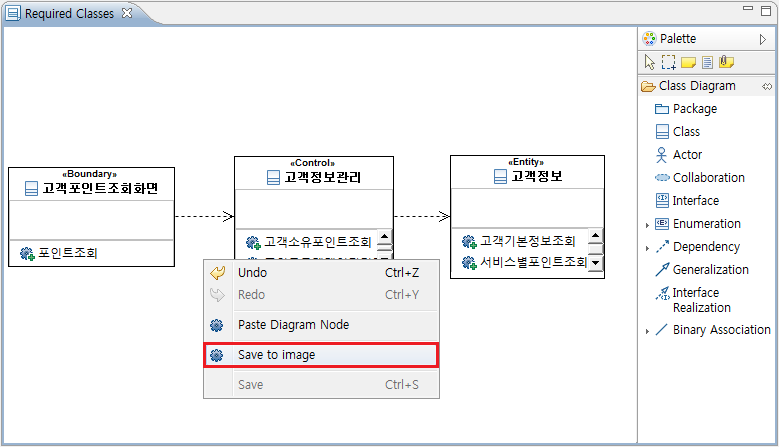 Required Classes
«Boundary»
고객포인트조회화면
포인트조회
«Control»
고객정보관리
고객소유포인트조회
«Entity»
고객정보
고객기본정보조회
서비스별포인트조회
Undo Ctrl+Z
Redo Ctrl+Y
Paste Diagram Node
Save to image
Save Ctrl+S
Palette
Class Diagram
Package
Class
Actor
Collaboration
Interface
Enumeration
Dependency
Generalization
Interface
Realization
Binary Association